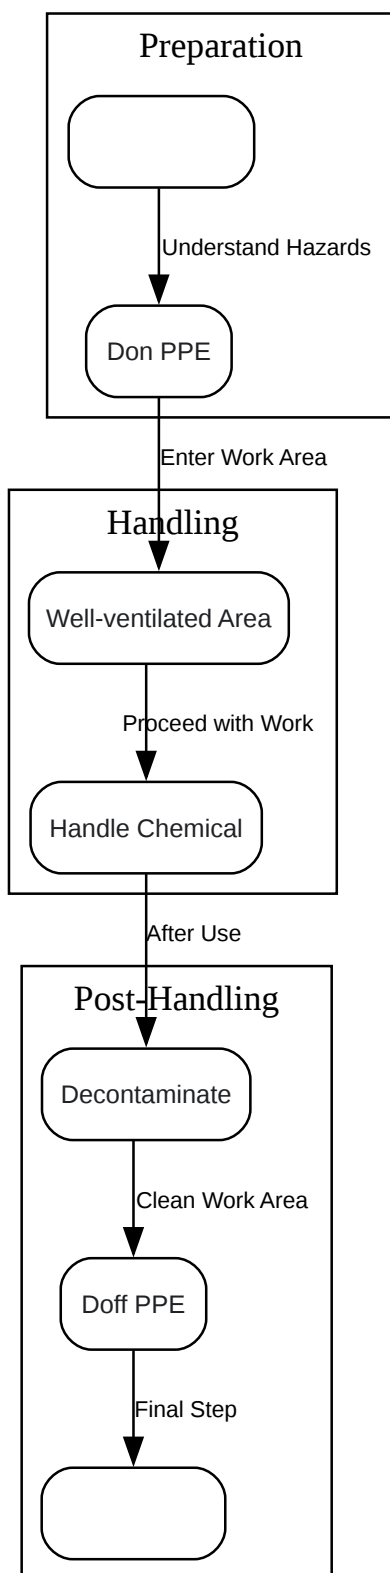 Preparation
Understand Hazards
Don PPE
Enter Work Area
Handling
Well-ventilated Area
Proceed with Work
Handle Chemical
After Use
Post-Handling
Decontaminate
Clean Work Area
Doff PPE
Final Step